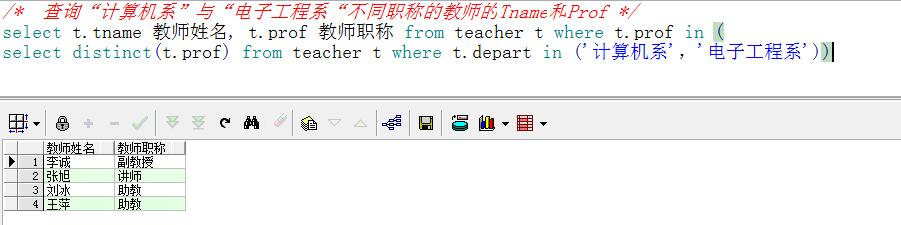 /*  查询“计算机系”与“电子工程系“不同职称的教师的Tname和Prof */
select t.tname 教师姓名, t.prof 教师职称 from teacher t where t.prof in (
select distinct(t.prof) from teacher t where t.depart in ('计算机系','电子工程系'))
教师姓名 教师职称
1 李诚 副教授
2 张旭 讲师
3 刘冰 助教
4 王萍 助教